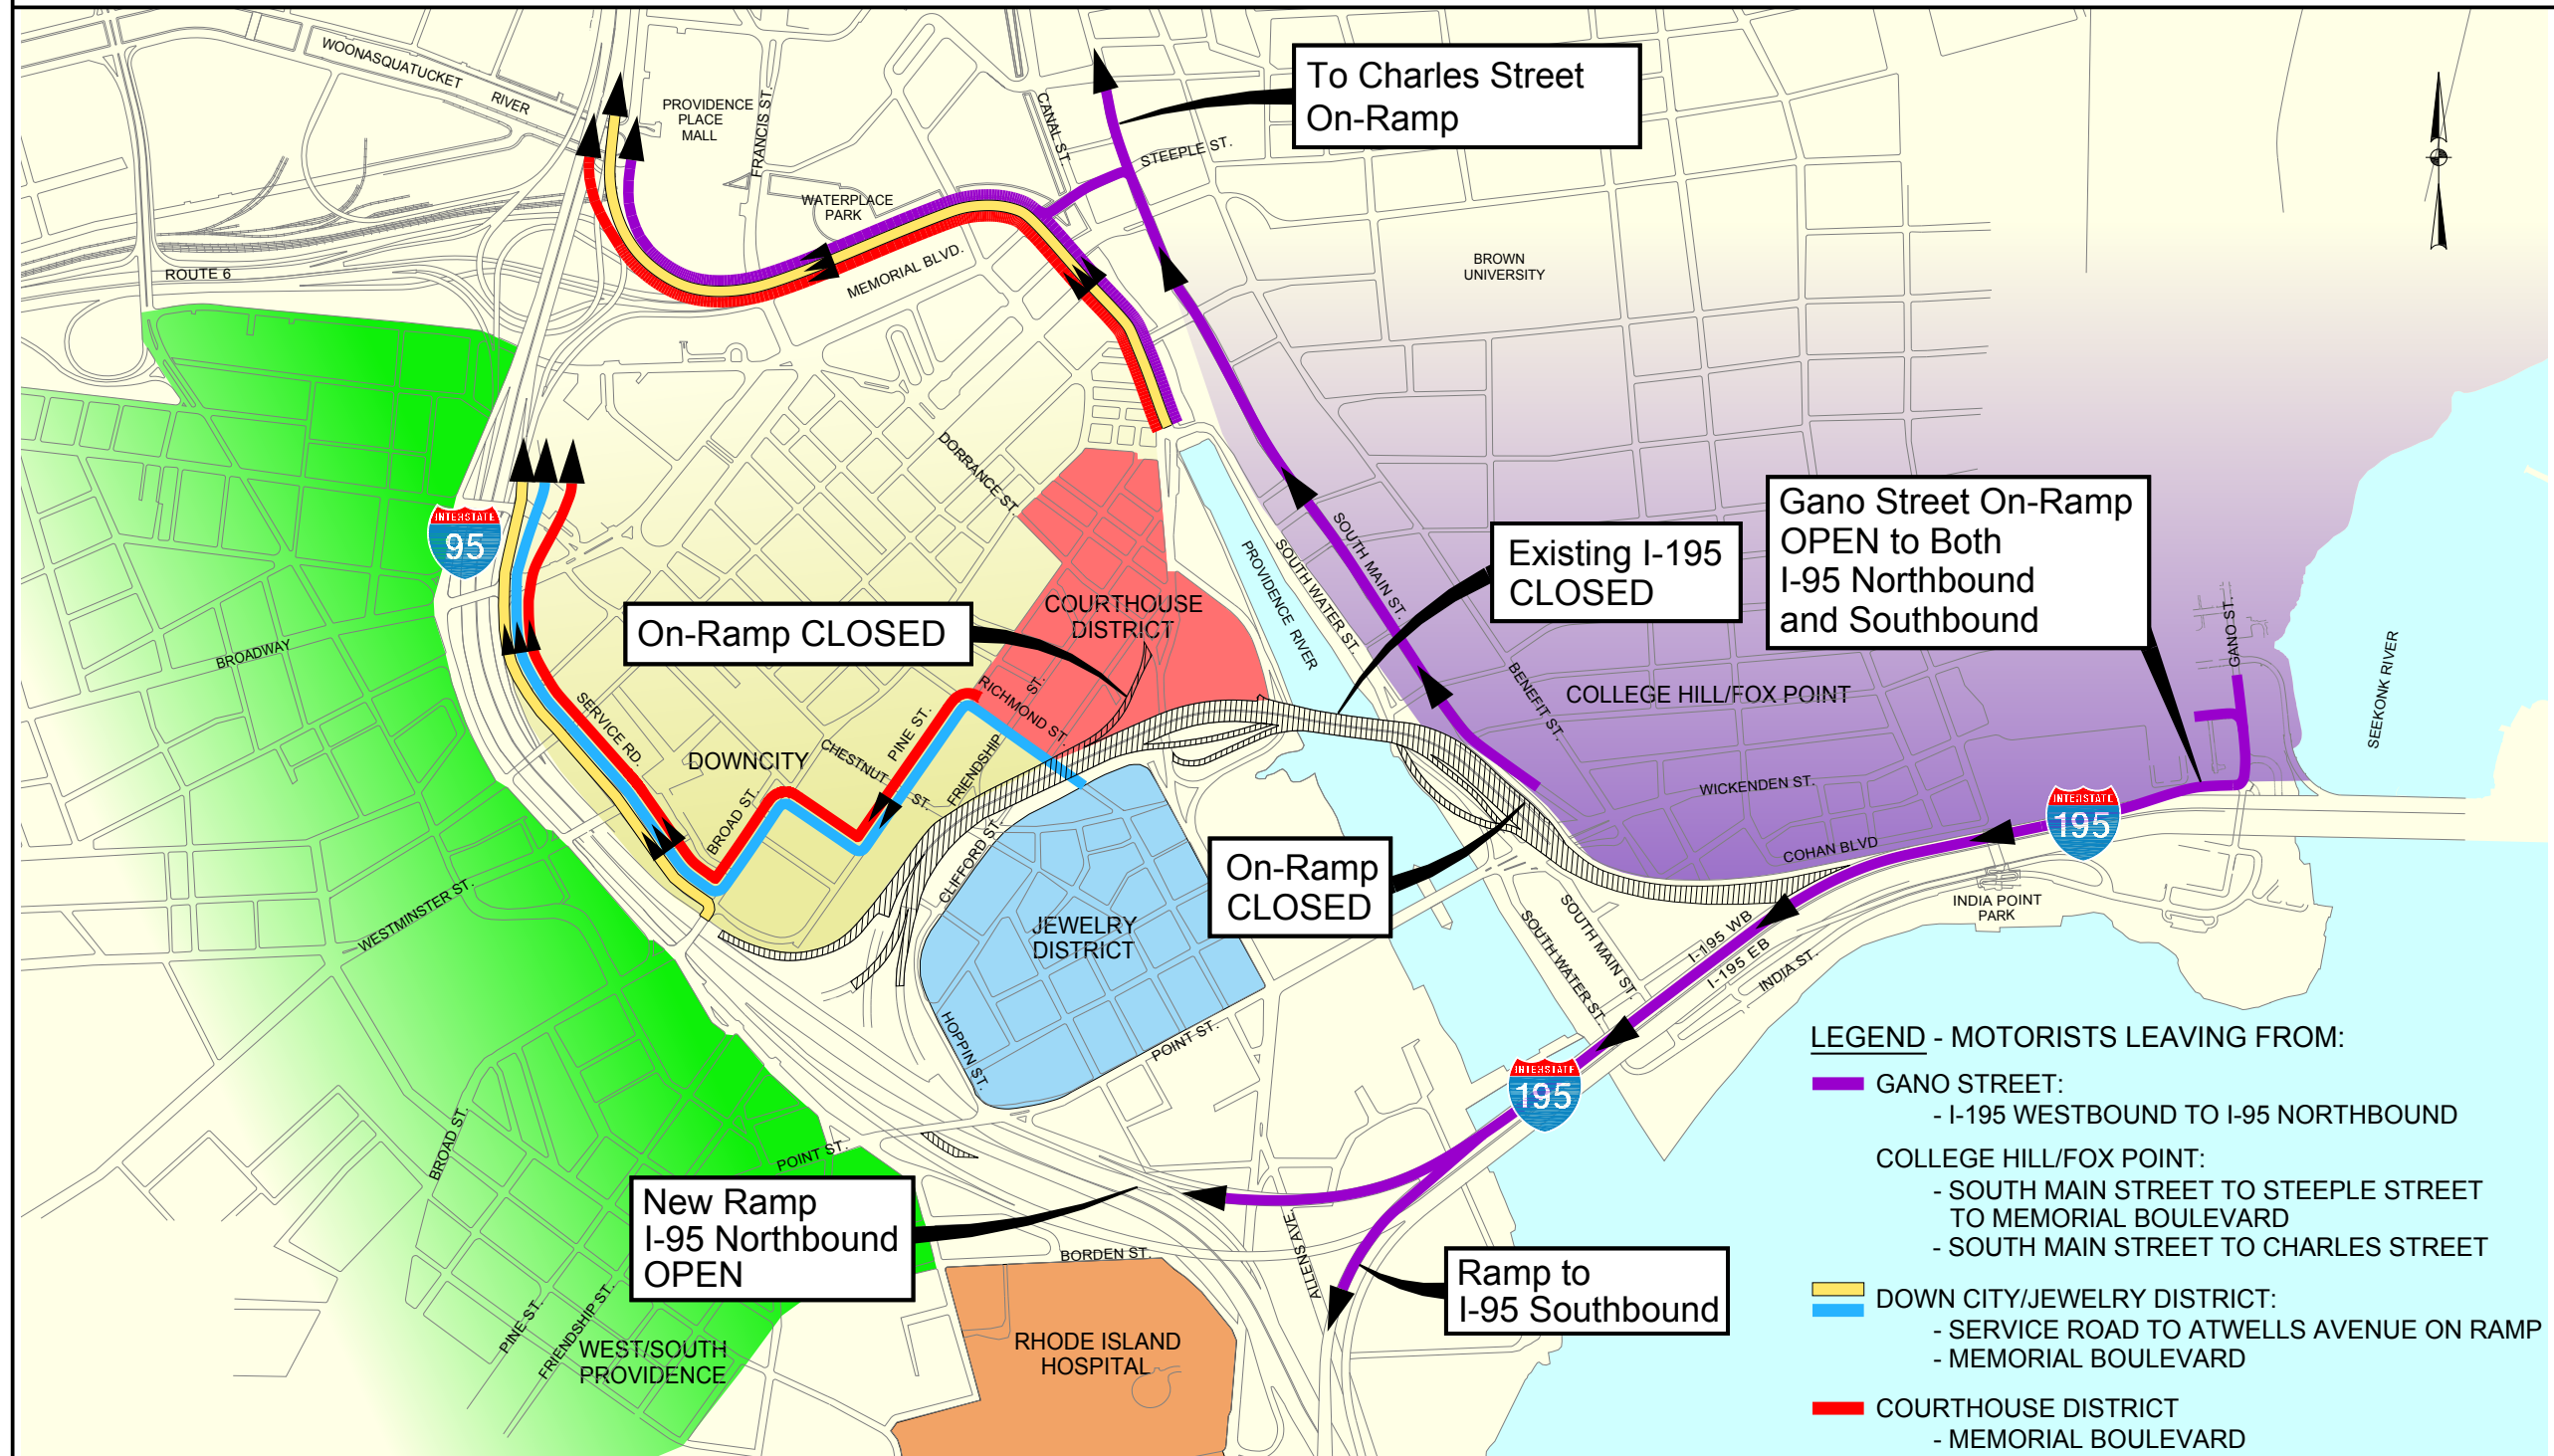 WOONASQUATUCKET
RIVER
PROVIDENCE
PLACE
MALL
FRANCIS ST.
CANAL ST.
STEEPLE ST.
To Charles Street
On-Ramp
WATERPLACE
PARK
MEMORIAL BLVD.
ROUTE 6
BROWN
UNIVERSITY
DORRANCE ST.
INTERSTATE
95
On-Ramp CLOSED
COURTHOUSE
DISTRICT
PROVIDENCE RIVER
SOUTH WATER ST.
SOUTH MAIN ST.
Existing I-195
CLOSED
Gano Street On-Ramp
OPEN to Both
I-95 Northbound
and Southbound
GANO ST.
SEEKONK RIVER
BROADWAY
SERVICE RD.
DOWNCITY
CHESTNUT ST.
PINE ST.
FRIENDSHIP ST.
RICHMOND ST.
BROAD ST.
CLIFFORD ST.
BENEFIT ST.
COLLEGE HILL/FOX POINT
WICKENDEN ST.
COHAN BLVD
INTERSTATE
195
On-Ramp
CLOSED
INDIA POINT
PARK
WESTMINSTER ST.
JEWELRY
DISTRICT
HOPPIN ST.
POINT ST.
SOUTH WATER ST.
SOUTH MAIN ST.
I-195 WB
I-195 EB
INDIA ST.
INTERSTATE
195
BROAD ST.
POINT ST.
New Ramp
I-95 Northbound
OPEN
BORDEN ST.
ALLENS AVE.
Ramp to
I-95 Southbound
PINE ST.
FRIENDSHIP ST.
WEST/SOUTH
PROVIDENCE
RHODE ISLAND
HOSPITAL
LEGEND - MOTORISTS LEAVING FROM:
GANO STREET:
- I-195 WESTBOUND TO I-95 NORTHBOUND
COLLEGE HILL/FOX POINT:
- SOUTH MAIN STREET TO STEEPLE STREET
TO MEMORIAL BOULEVARD
- SOUTH MAIN STREET TO CHARLES STREET
DOWN CITY/JEWELRY DISTRICT:
- SERVICE ROAD TO ATWELLS AVENUE ON RAMP
- MEMORIAL BOULEVARD
COURTHOUSE DISTRICT
- MEMORIAL BOULEVARD